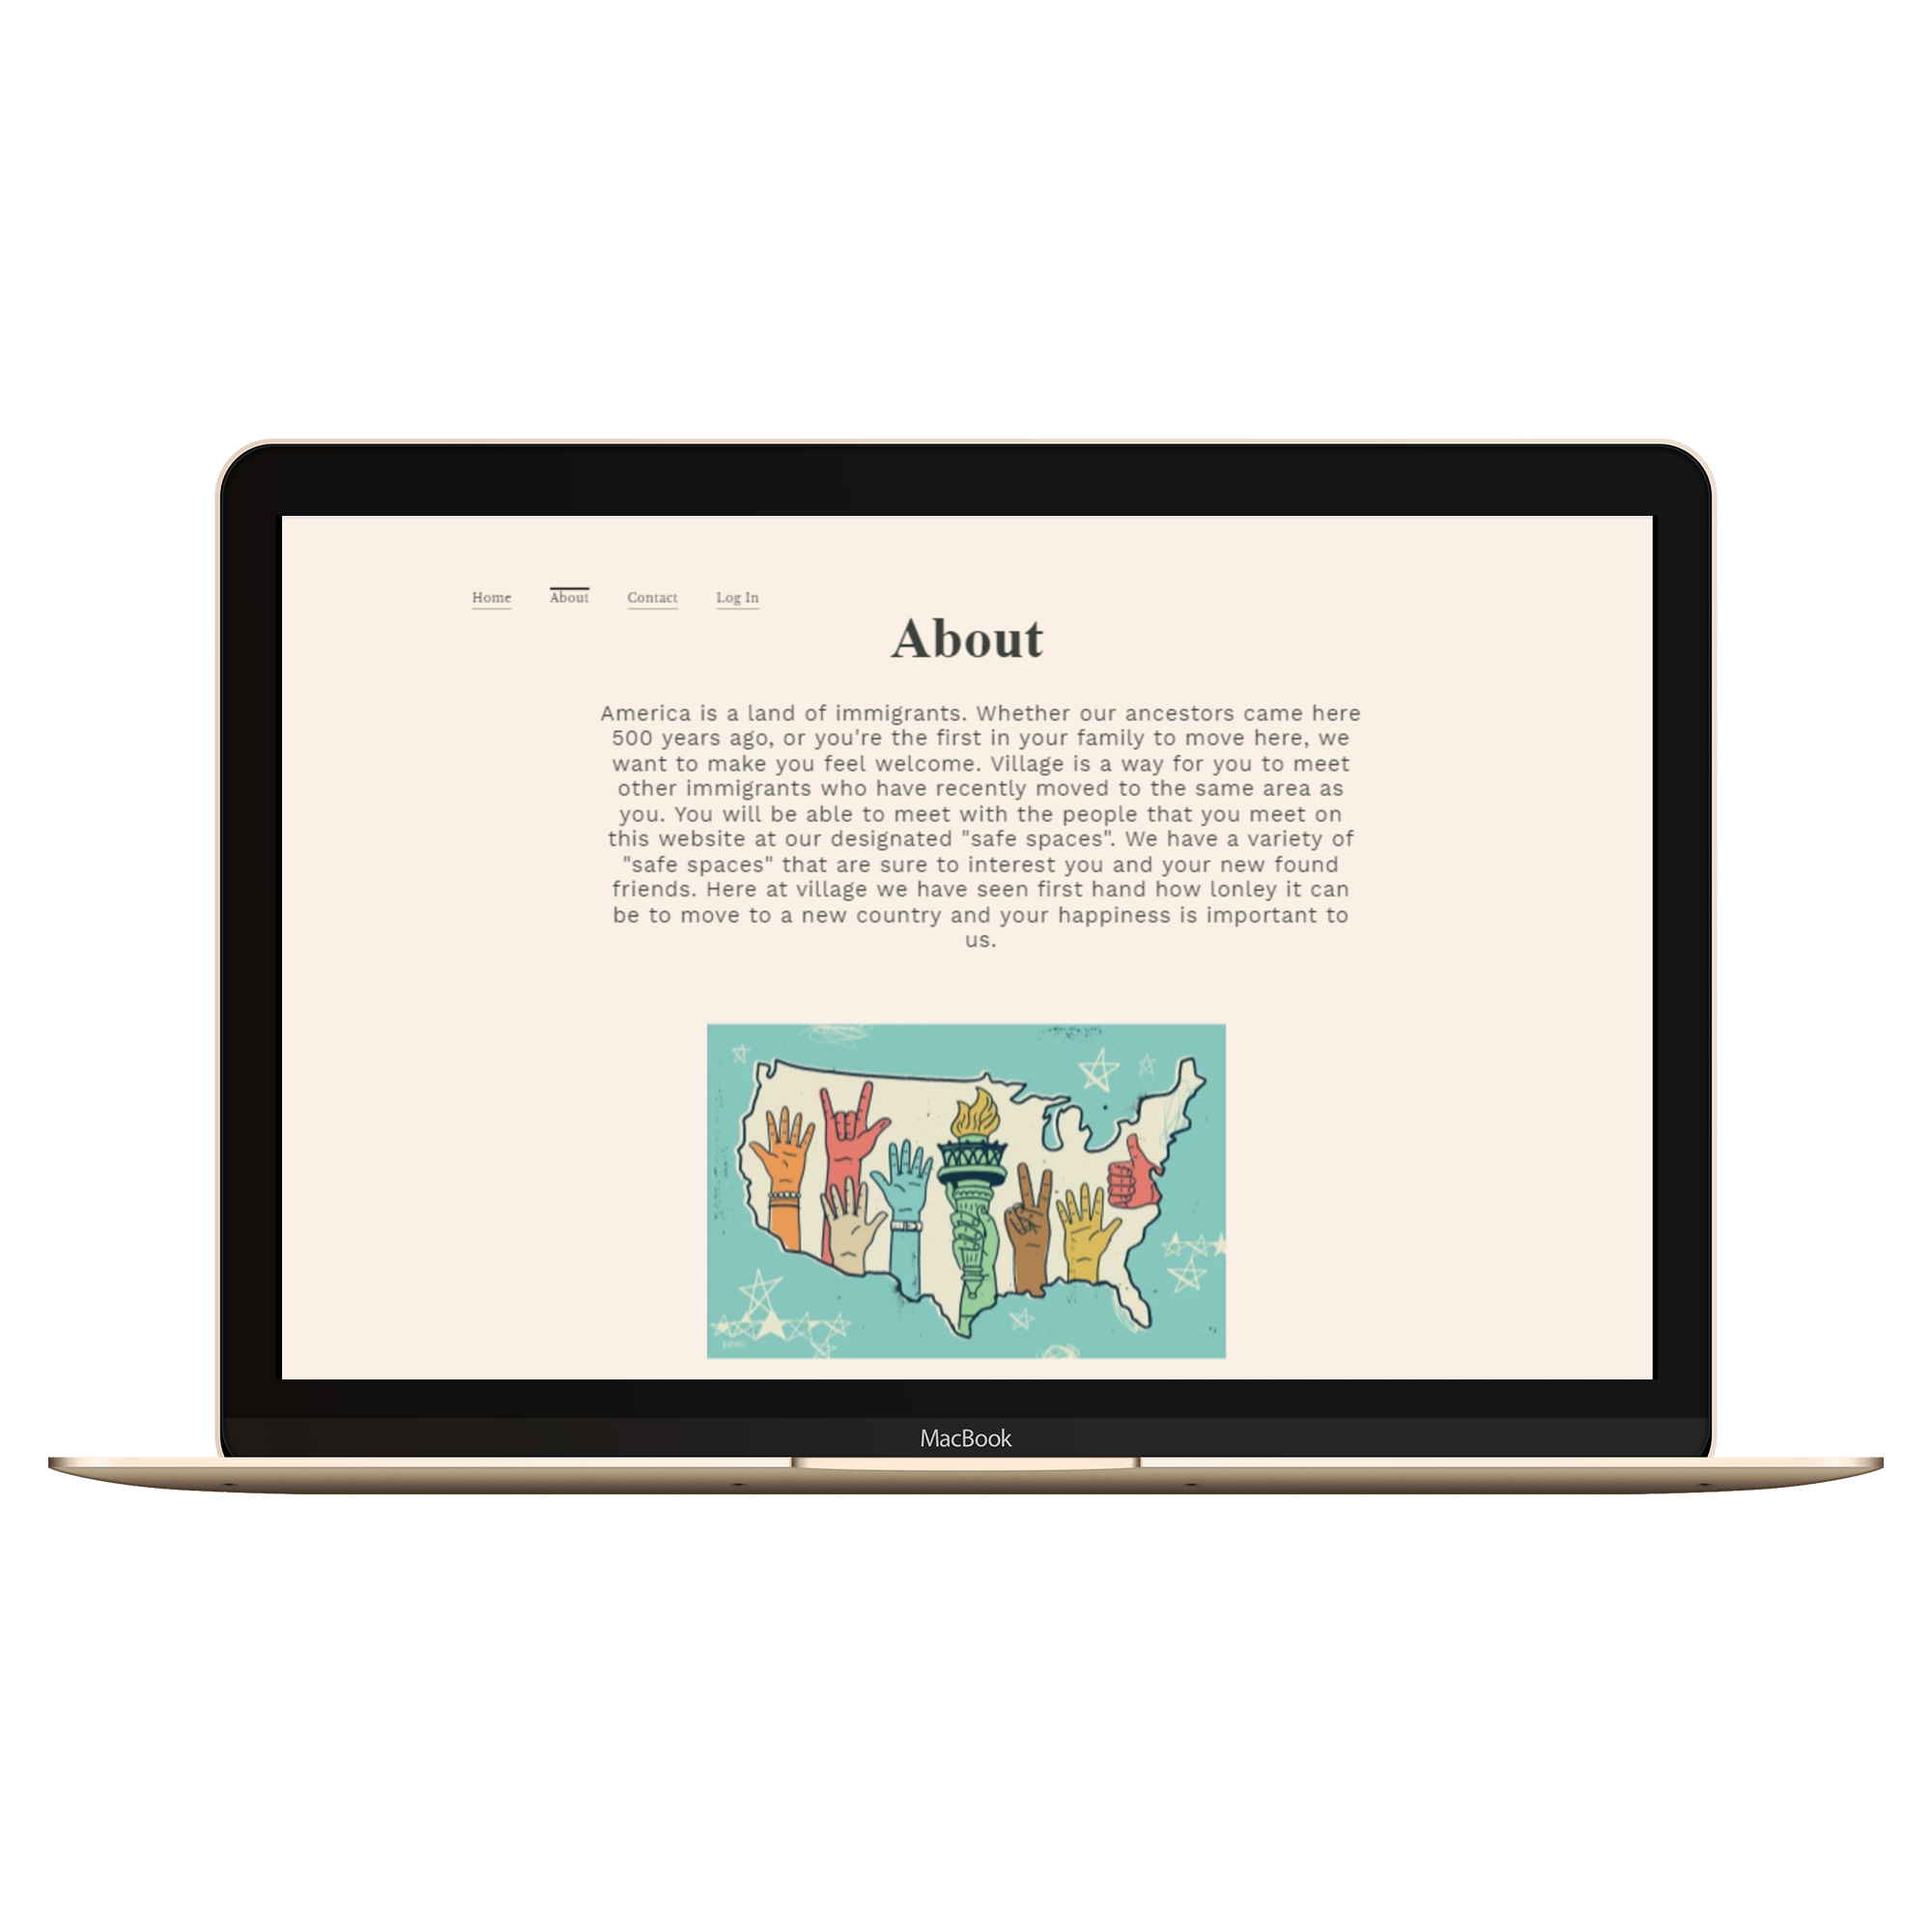 Home About Contact Log In
About
America is a land of immigrants. Whether our ancestors came here
500 years ago, or you're the first in your family to move here, we
want to make you feel welcome. Village is a way for you to meet
other immigrants who have recently moved to the same area as
you. You will be able to meet with the people that you meet on
this website at our designated "safe spaces". We have a variety of
"safe spaces" that are sure to interest you and your new found
friends. Here at village we have seen first hand how lonley it can
be to move to a new country and your happiness is important to
us.
MacBook